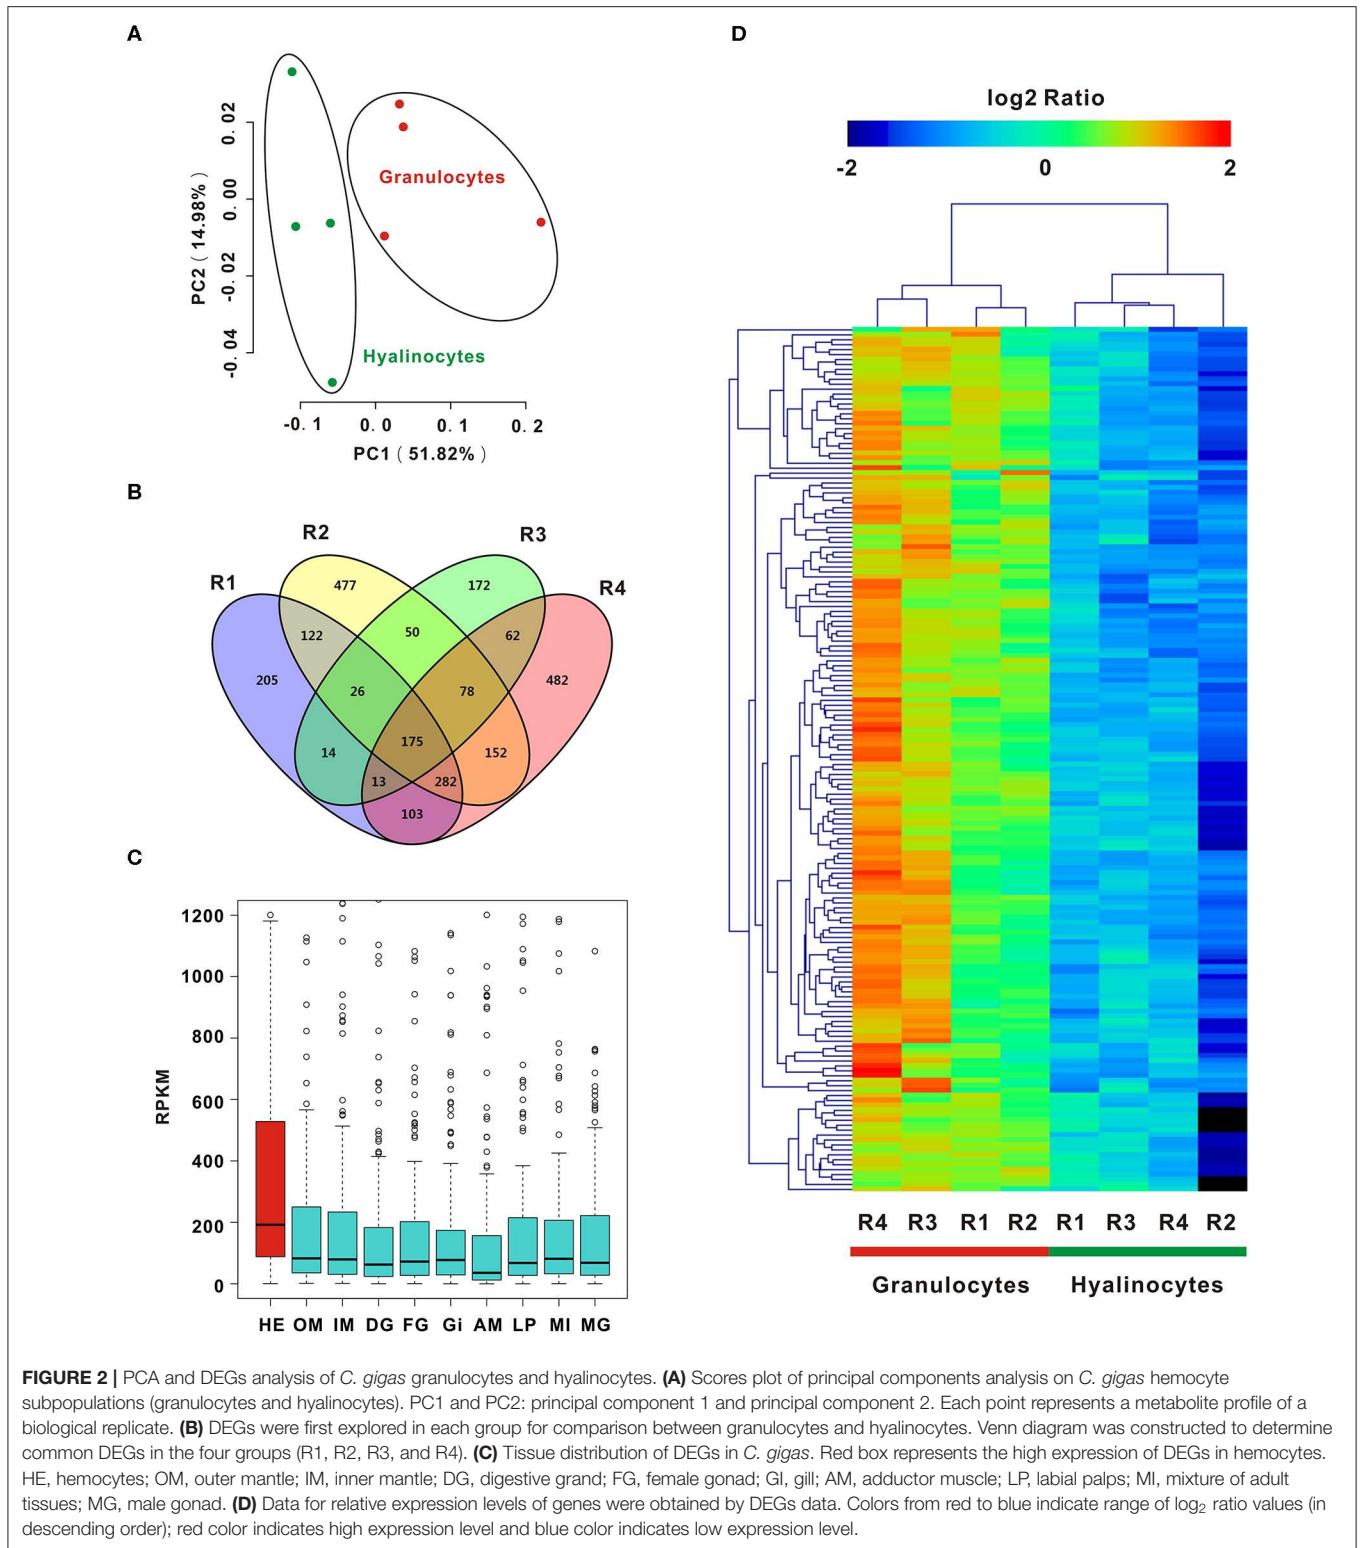 A
0.02
0.00
-0.02
-0.04
PC2 ( 14.98% )
Granulocytes
Hyalinocytes
-0.1 0.0 0.1 0.2
PC1 ( 51.82% )
B
R1
R2
R3
R4
477
172
122
50
62
205
26
78
482
14
175
152
13
282
103
C
1200
1000
800
600
400
200
0
RPKM
HE OM IM DG FG Gi AM LP MI MG
D
log2 Ratio
-2 0 2
R4 R3 R1 R2 R1 R3 R4 R2
Granulocytes Hyalinocytes
FIGURE 2 | PCA and DEGs analysis of C. gigas granulocytes and hyalinocytes. (A) Scores plot of principal components analysis on C. gigas hemocyte
subpopulations (granulocytes and hyalinocytes). PC1 and PC2: principal component 1 and principal component 2. Each point represents a metabolite profile of a
biological replicate. (B) DEGs were first explored in each group for comparison between granulocytes and hyalinocytes. Venn diagram was constructed to determine
common DEGs in the four groups (R1, R2, R3, and R4). (C) Tissue distribution of DEGs in C. gigas. Red box represents the high expression of DEGs in hemocytes.
HE, hemocytes; OM, outer mantle; IM, inner mantle; DG, digestive grand; FG, female gonad; GI, gill; AM, adductor muscle; LP, labial palps; MI, mixture of adult
tissues; MG, male gonad. (D) Data for relative expression levels of genes were obtained by DEGs data. Colors from red to blue indicate range of log2 ratio values (in
descending order); red color indicates high expression level and blue color indicates low expression level.